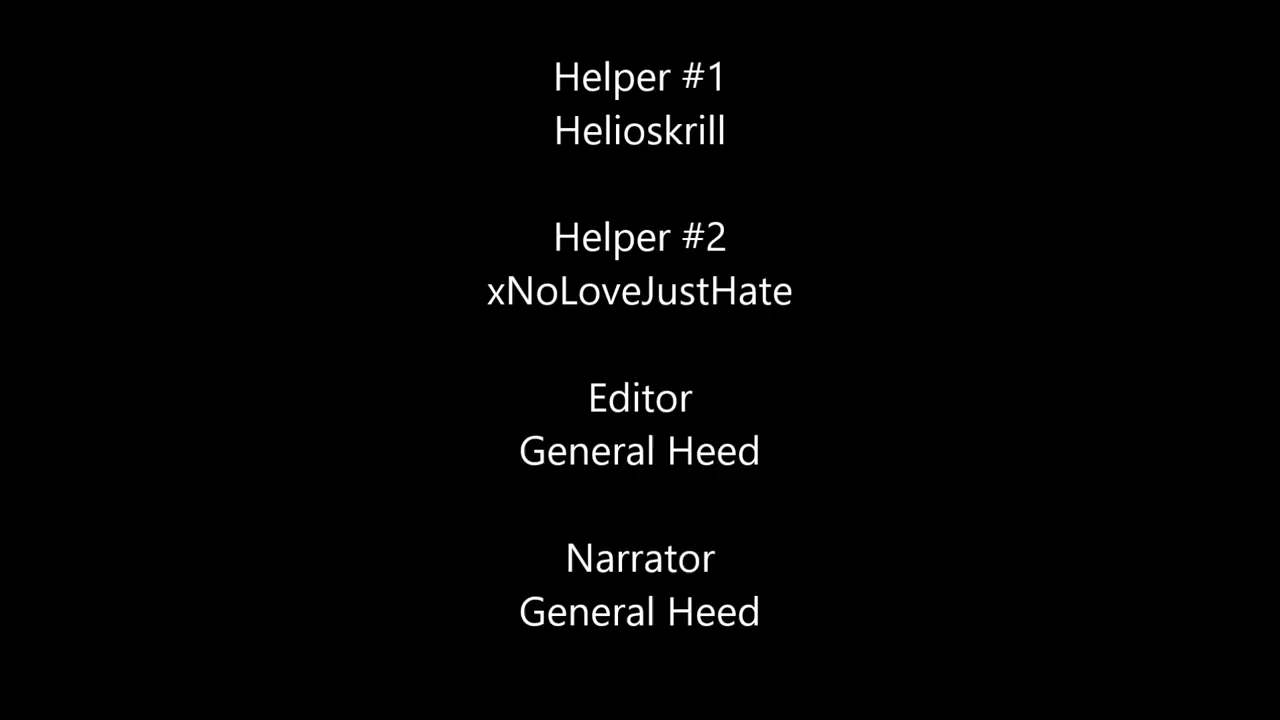 Helper #1
Helioskrill
Helper #2
xNoLoveJustHate
Editor
General Heed
Narrator
General Heed